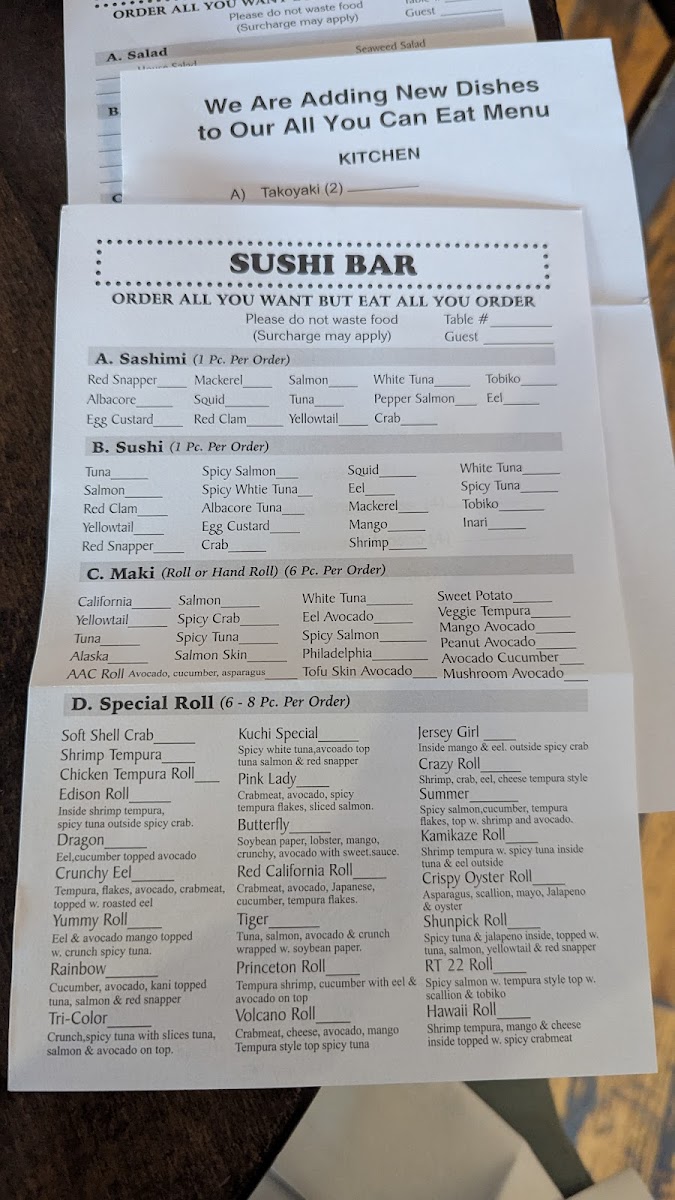 ORDER ALL YOU WAN
Please do not waste food
(Surcharge may apply)
Guest
A. Salad
House Salad
Seaweed Salad
B
C
We Are Adding New Dishes
to Our All You Can Eat Menu
KITCHEN
A) Takoyaki (2)
SUSHI BAR
ORDER ALL YOU WANT BUT EAT ALL YOU ORDER
Please do not waste food Table #
(Surcharge may apply) Guest
A. Sashimi (1 Pc. Per Order)
Red Snapper Mackerel Salmon White Tuna Tobiko
Albacore Squid Tuna Pepper Salmon Eel
Egg Custard Red Clam Yellowtail Crab
B. Sushi (1 Pc. Per Order)
Tuna Spicy Salmon Squid White Tuna
Salmon Spicy Whtie Tuna Eel Spicy Tuna
Red Clam Albacore Tuna Mackerel Tobiko
Yellowtail Egg Custard Mango Inari
Red Snapper Crab Shrimp
C. Maki (Roll or Hand Roll) (6 Pc. Per Order)
California Salmon White Tuna Sweet Potato
Yellowtail Spicy Crab Eel Avocado Veggie Tempura
Tuna Spicy Tuna Spicy Salmon Mango Avocado
Alaska Salmon Skin Philadelphia Peanut Avocado
Avocado Cucumber
AAC Roll Avocado, cucumber, asparagus Tofu Skin Avocado Mushroom Avocado
D. Special Roll (6 - 8 Pc. Per Order)
Soft Shell Crab
Shrimp Tempura
Chicken Tempura Roll
Edison Roll
Inside shrimp tempura,
spicy tuna outside spicy crab.
Dragon
Eel,cucumber topped avocado
Crunchy Eel
Tempura, flakes, avocado, crabmeat,
topped w. roasted eel
Yummy Roll
Eel & avocado mango topped
w. crunch spicy tuna.
Rainbow
Cucumber, avocado, kani topped
tuna, salmon & red snapper
Tri-Color
Crunch,spicy tuna with slices tuna,
salmon & avocado on top.
Kuchi Special
Spicy white tuna,avcoado top
tuna salmon & red snapper
Pink Lady
Crabmeat, avocado, spicy
tempura flakes, sliced salmon.
Butterfly
Soybean paper, lobster, mango,
crunchy, avocado with sweet.sauce.
Red California Roll
Crabmeat, avocado, Japanese,
cucumber, tempura flakes.
Tiger
Tuna, salmon, avocado & crunch
wrapped w. soybean paper.
Princeton Roll
Tempura shrimp, cucumber with eel &
avocado on top
Volcano Roll
Crabmeat, cheese, avocado, mango
Tempura style top spicy tuna
Jersey Girl
Inside mango & eel. outside spicy crab
Crazy Roll
Shrimp, crab, eel, cheese tempura style
Summer
Spicy salmon,cucumber, tempura
flakes, top w. shrimp and avocado.
Kamikaze Roll
Shrimp tempura w. spicy tuna inside
tuna & eel outside
Crispy Oyster Roll
Asparagus, scallion, mayo, Jalapeno
& oyster
Shunpick Roll
Spicy tuna & jalapeno inside, topped w.
tuna, salmon, yellowtail & red snapper
RT 22 Roll
Spicy salmon w. tempura style top w.
scallion & tobiko
Hawaii Roll
Shrimp tempura, mango & cheese
inside topped w. spicy crabmeat